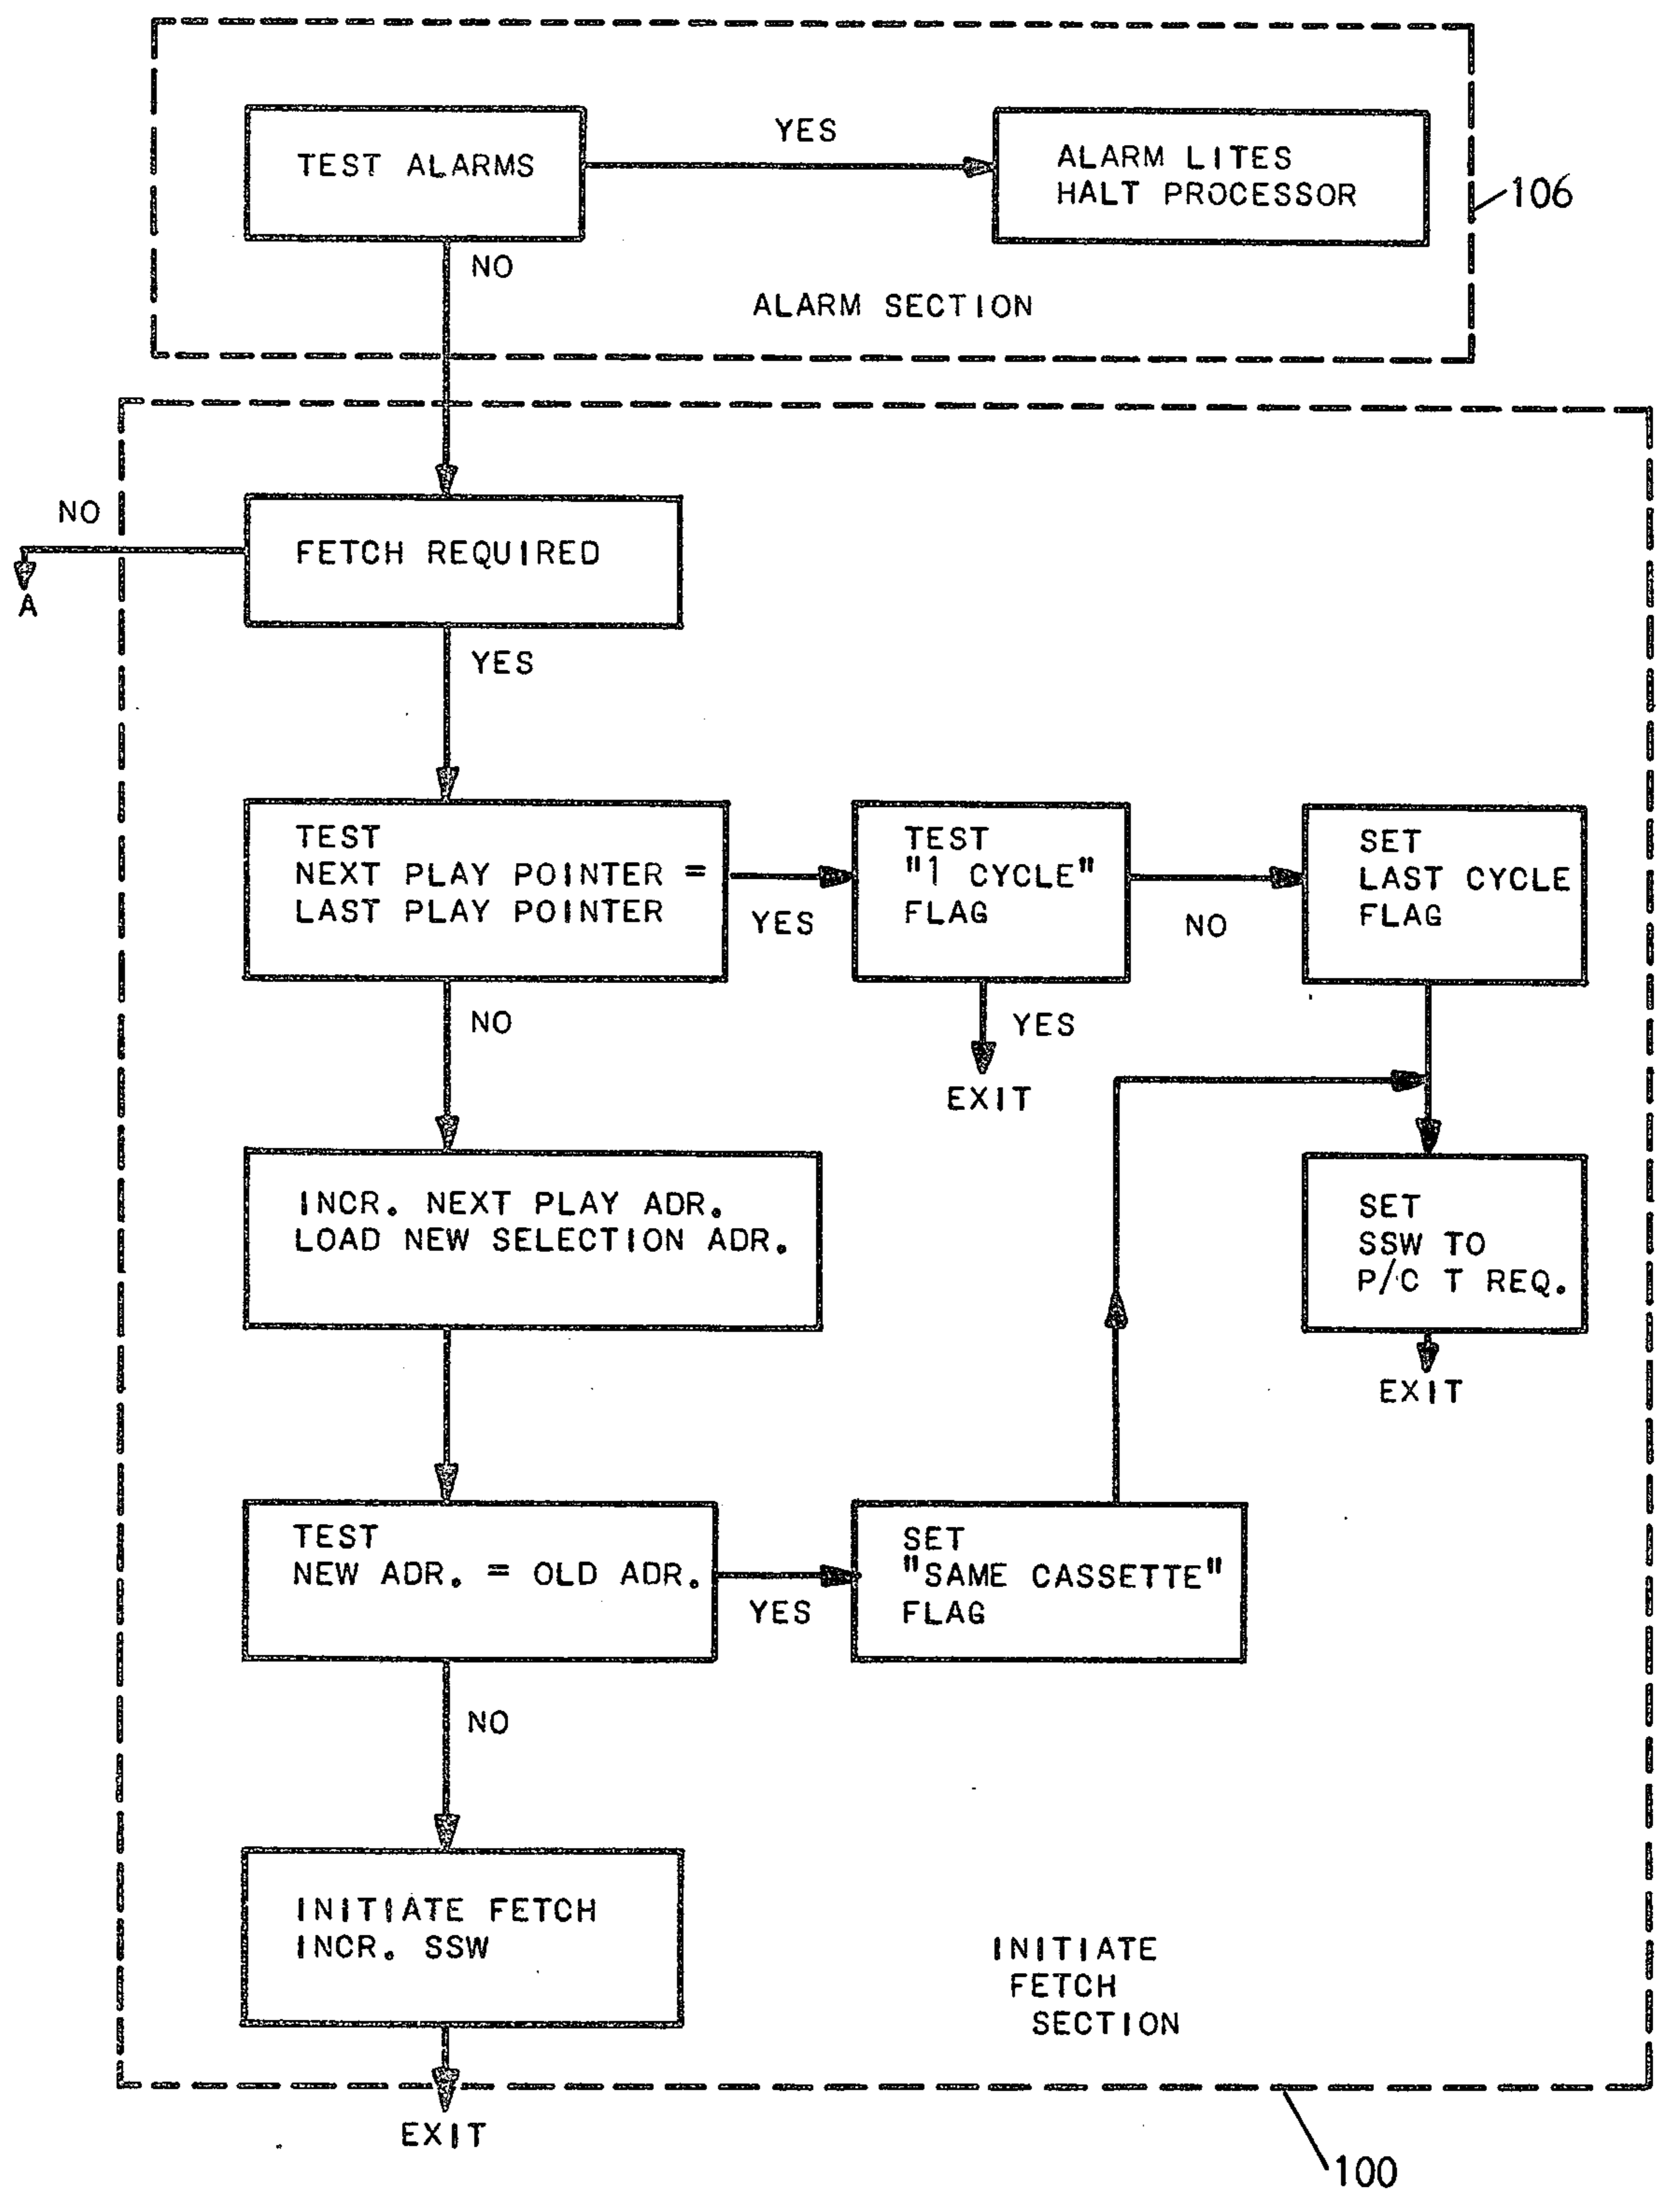 TEST ALARMS
YES
ALARM LITES
HALT PROCESSOR
106
NO
ALARM SECTION
NO
FETCH REQUIRED
A
YES
TEST
NEXT PLAY POINTER =
LAST PLAY POINTER
YES
TEST
"1 CYCLE"
FLAG
NO
SET
LAST CYCLE
FLAG
NO
YES
EXIT
INCR. NEXT PLAY ADR.
LOAD NEW SELECTION ADR.
SET
SSW TO
P/C T REQ.
EXIT
TEST
NEW ADR. = OLD ADR.
YES
SET
"SAME CASSETTE"
FLAG
NO
INITIATE FETCH
INCR. SSW
INITIATE
FETCH
SECTION
EXIT
100